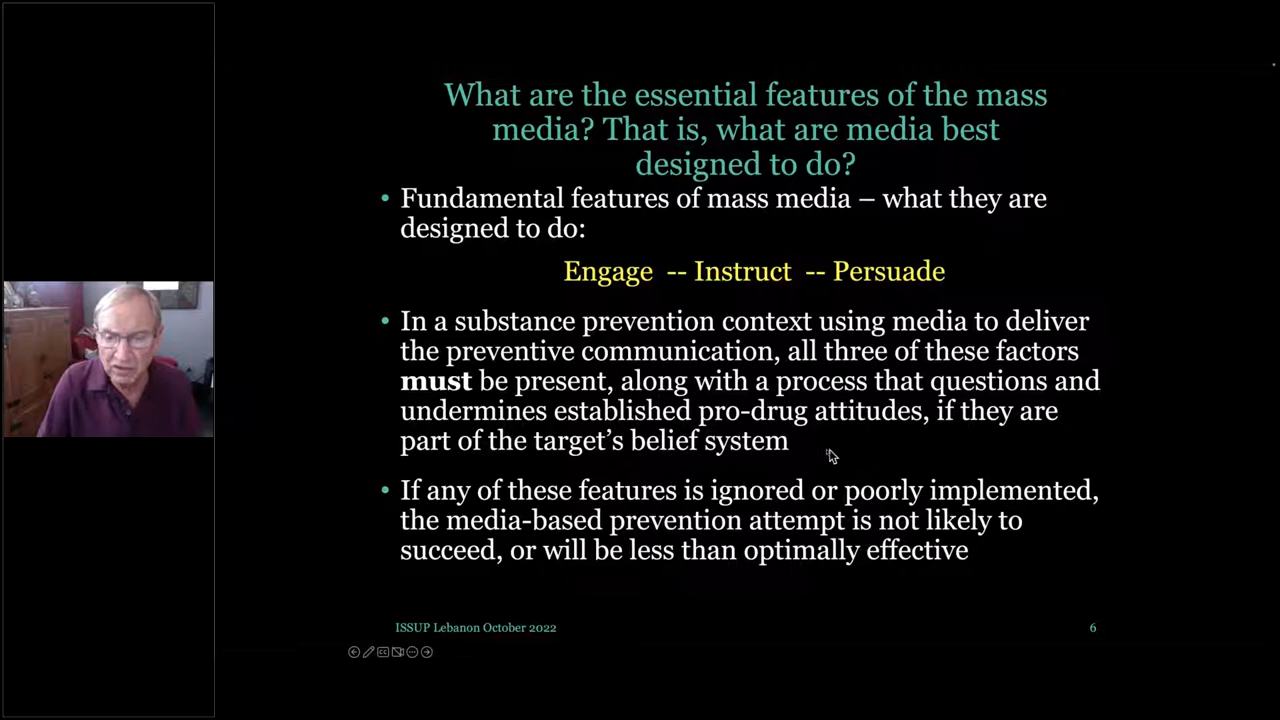 What are the essential features of the mass
media? That is, what are media best
designed to do?
• Fundamental features of mass media – what they are
designed to do:
Engage -- Instruct -- Persuade
• In a substance prevention context using media to deliver
the preventive communication, all three of these factors
must be present, along with a process that questions and
undermines established pro-drug attitudes, if they are
part of the target’s belief system
• If any of these features is ignored or poorly implemented,
the media-based prevention attempt is not likely to
succeed, or will be less than optimally effective
ISSUP Lebanon October 2022
6